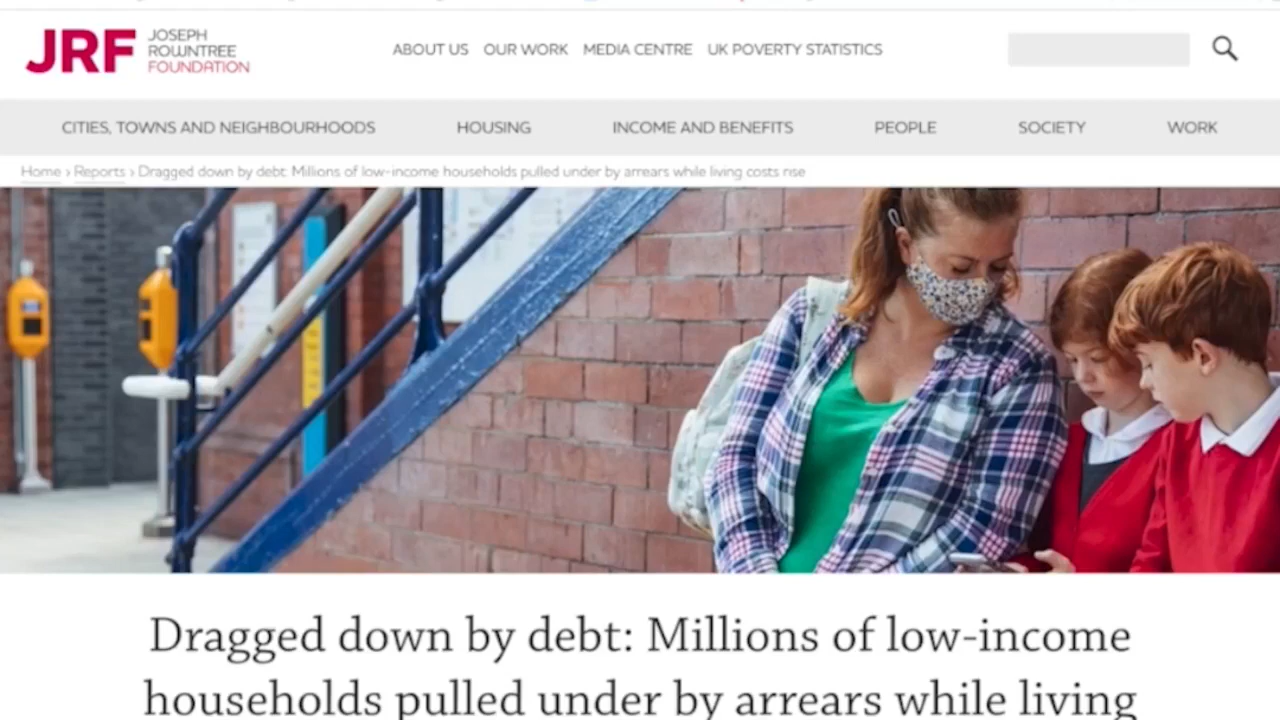 JRF
JOSEPH
ROWNTREE
FOUNDATION
ABOUT US OUR WORK MEDIA CENTRE UK POVERTY STATISTICS
CITIES, TOWNS AND NEIGHBOURHOODS HOUSING INCOME AND BENEFITS PEOPLE SOCIETY WORK
Home › Reports › Dragged down by debt: Millions of low-income households pulled under by arrears while living costs rise
Dragged down by debt: Millions of low-income
households pulled under by arrears while living